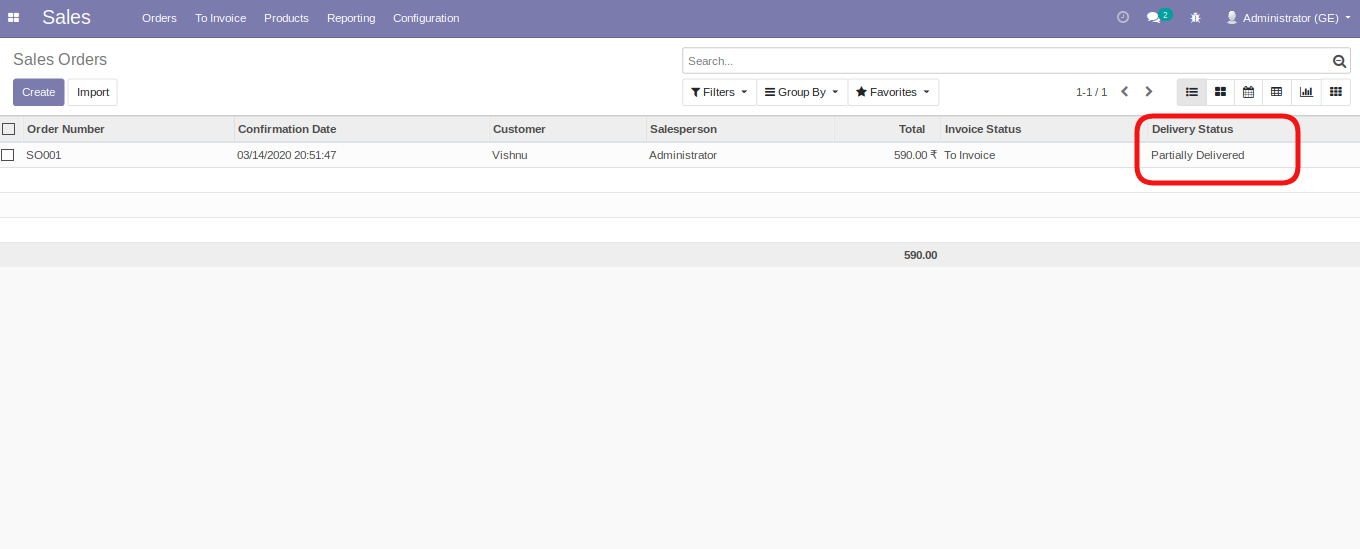 Sales Orders To Invoice Products Reporting Configuration 2 Administrator (GE)
Sales Orders Search...
Create Import Filters Group By Favorites 1-1 / 1
Order Number Confirmation Date Customer Salesperson Total Invoice Status Delivery Status
SO001 03/14/2020 20:51:47 Vishnu Administrator 590.00 ₹ To Invoice Partially Delivered
590.00